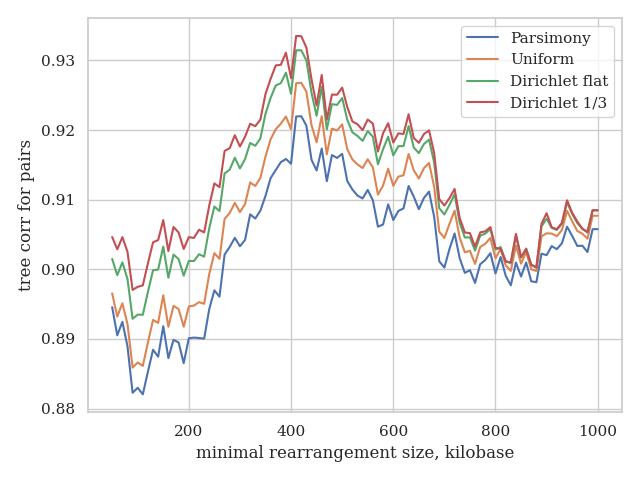 Parsimony
Uniform
Dirichlet flat
Dirichlet 1/3
tree corr for pairs
0.93
0.92
0.91
0.90
0.89
0.88
200 400 600 800 1000
minimal rearrangement size, kilobase